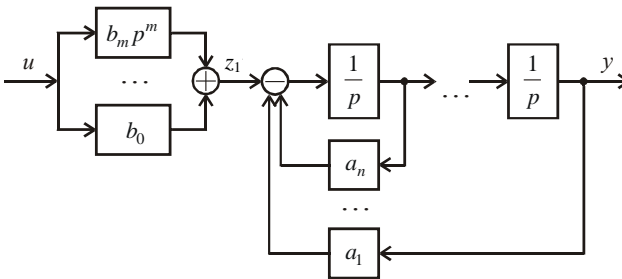 u
b_m p^m
...
b_0
+
z_1
−
1/p
...
1/p
y
a_n
...
a_1